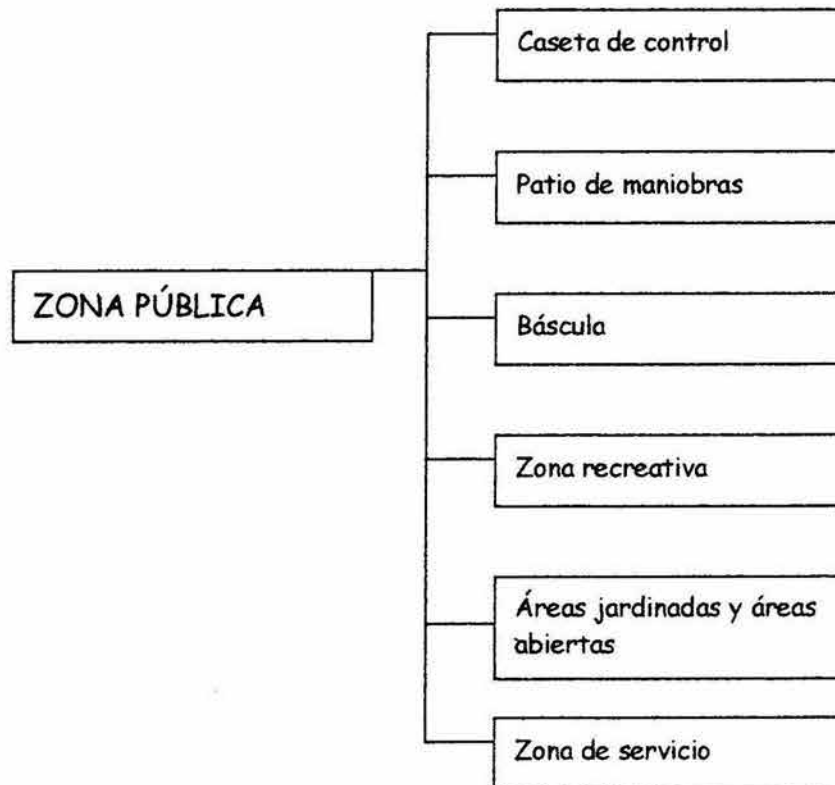 Caseta de control
Patio de maniobras
ZONA PÚBLICA
Báscula
Zona recreativa
Áreas jardinadas y áreas
abiertas
Zona de servicio